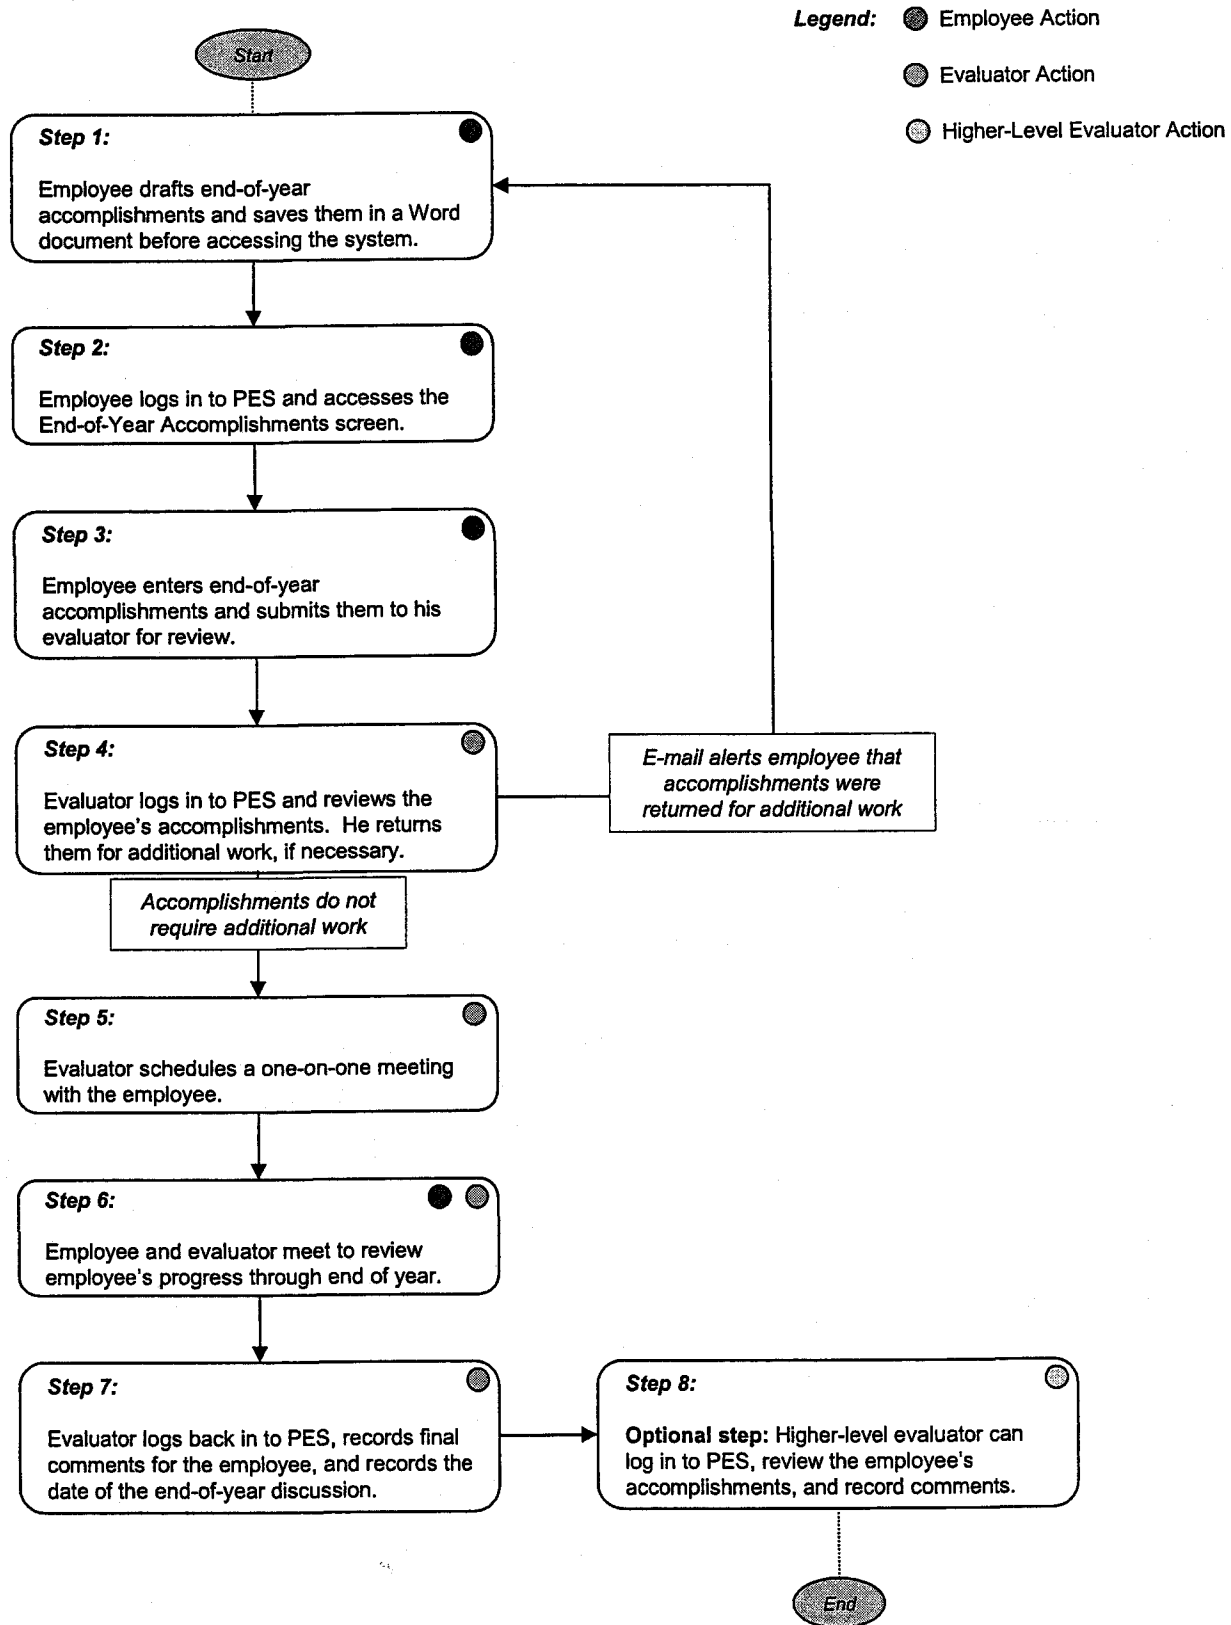 Legend:
Employee Action
Evaluator Action
Higher-Level Evaluator Action
Start
Step 1:
Employee drafts end-of-year
accomplishments and saves them in a Word
document before accessing the system.
Step 2:
Employee logs in to PES and accesses the
End-of-Year Accomplishments screen.
Step 3:
Employee enters end-of-year
accomplishments and submits them to his
evaluator for review.
Step 4:
Evaluator logs in to PES and reviews the
employee's accomplishments. He returns
them for additional work, if necessary.
E-mail alerts employee that
accomplishments were
returned for additional work
Accomplishments do not
require additional work
Step 5:
Evaluator schedules a one-on-one meeting
with the employee.
Step 6:
Employee and evaluator meet to review
employee's progress through end of year.
Step 7:
Evaluator logs back in to PES, records final
comments for the employee, and records the
date of the end-of-year discussion.
Step 8:
Optional step: Higher-level evaluator can
log in to PES, review the employee's
accomplishments, and record comments.
End